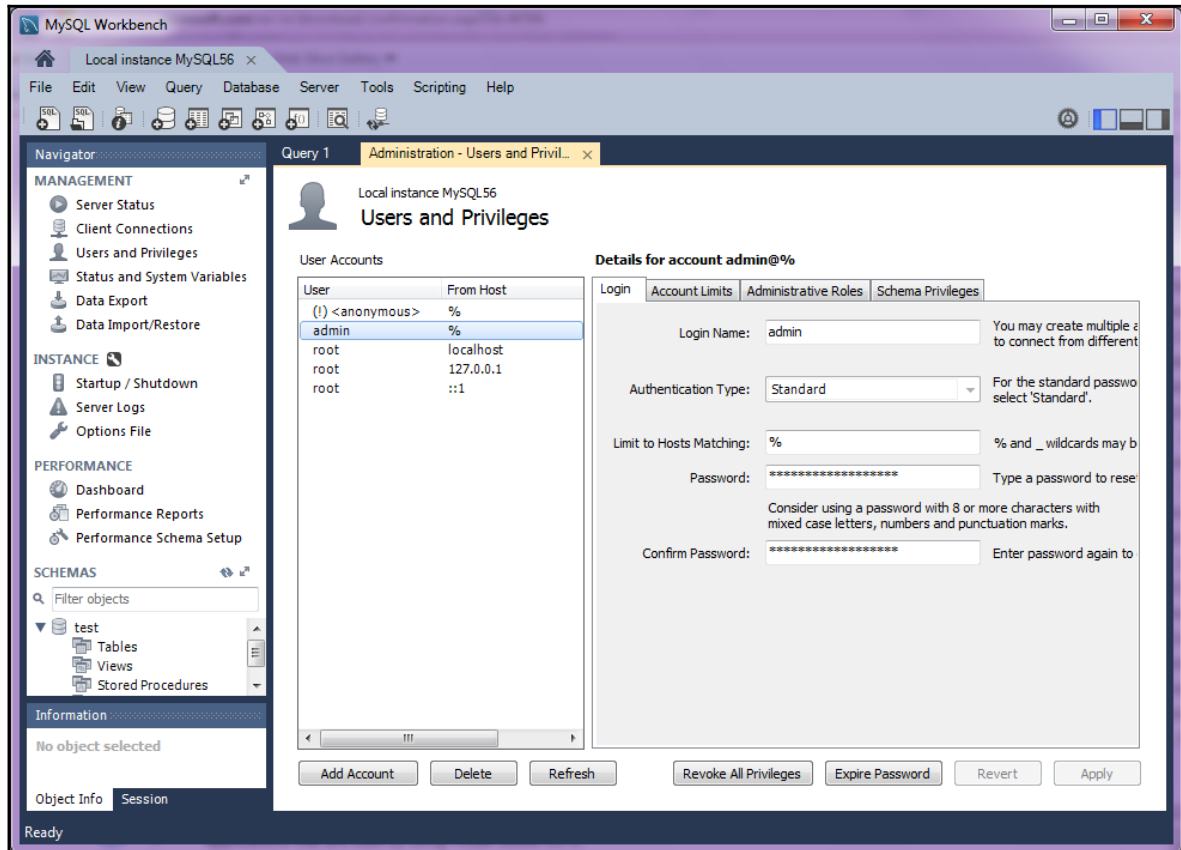 MySQL Workbench
Local instance MySQL56
File Edit View Query Database Server Tools Scripting Help
Navigator
MANAGEMENT
Server Status
Client Connections
Users and Privileges
Status and System Variables
Data Export
Data Import/Restore
INSTANCE
Startup / Shutdown
Server Logs
Options File
PERFORMANCE
Dashboard
Performance Reports
Performance Schema Setup
SCHEMAS
Filter objects
test
Tables
Views
Stored Procedures
Information
No object selected
Object Info Session
Ready
Query 1 Administration - Users and Privil...
Local instance MySQL56
Users and Privileges
User Accounts
User From Host
(!) <anonymous> %
admin %
root localhost
root 127.0.0.1
root ::1
Add Account Delete Refresh
Details for account admin@%
Login Account Limits Administrative Roles Schema Privileges
Login Name: admin You may create multiple a
to connect from different
Authentication Type: Standard For the standard passwo
select 'Standard'.
Limit to Hosts Matching: % % and _ wildcards may b
Password: ****************** Type a password to rese
Consider using a password with 8 or more characters with
mixed case letters, numbers and punctuation marks.
Confirm Password: ****************** Enter password again to
Revoke All Privileges Expire Password Revert Apply